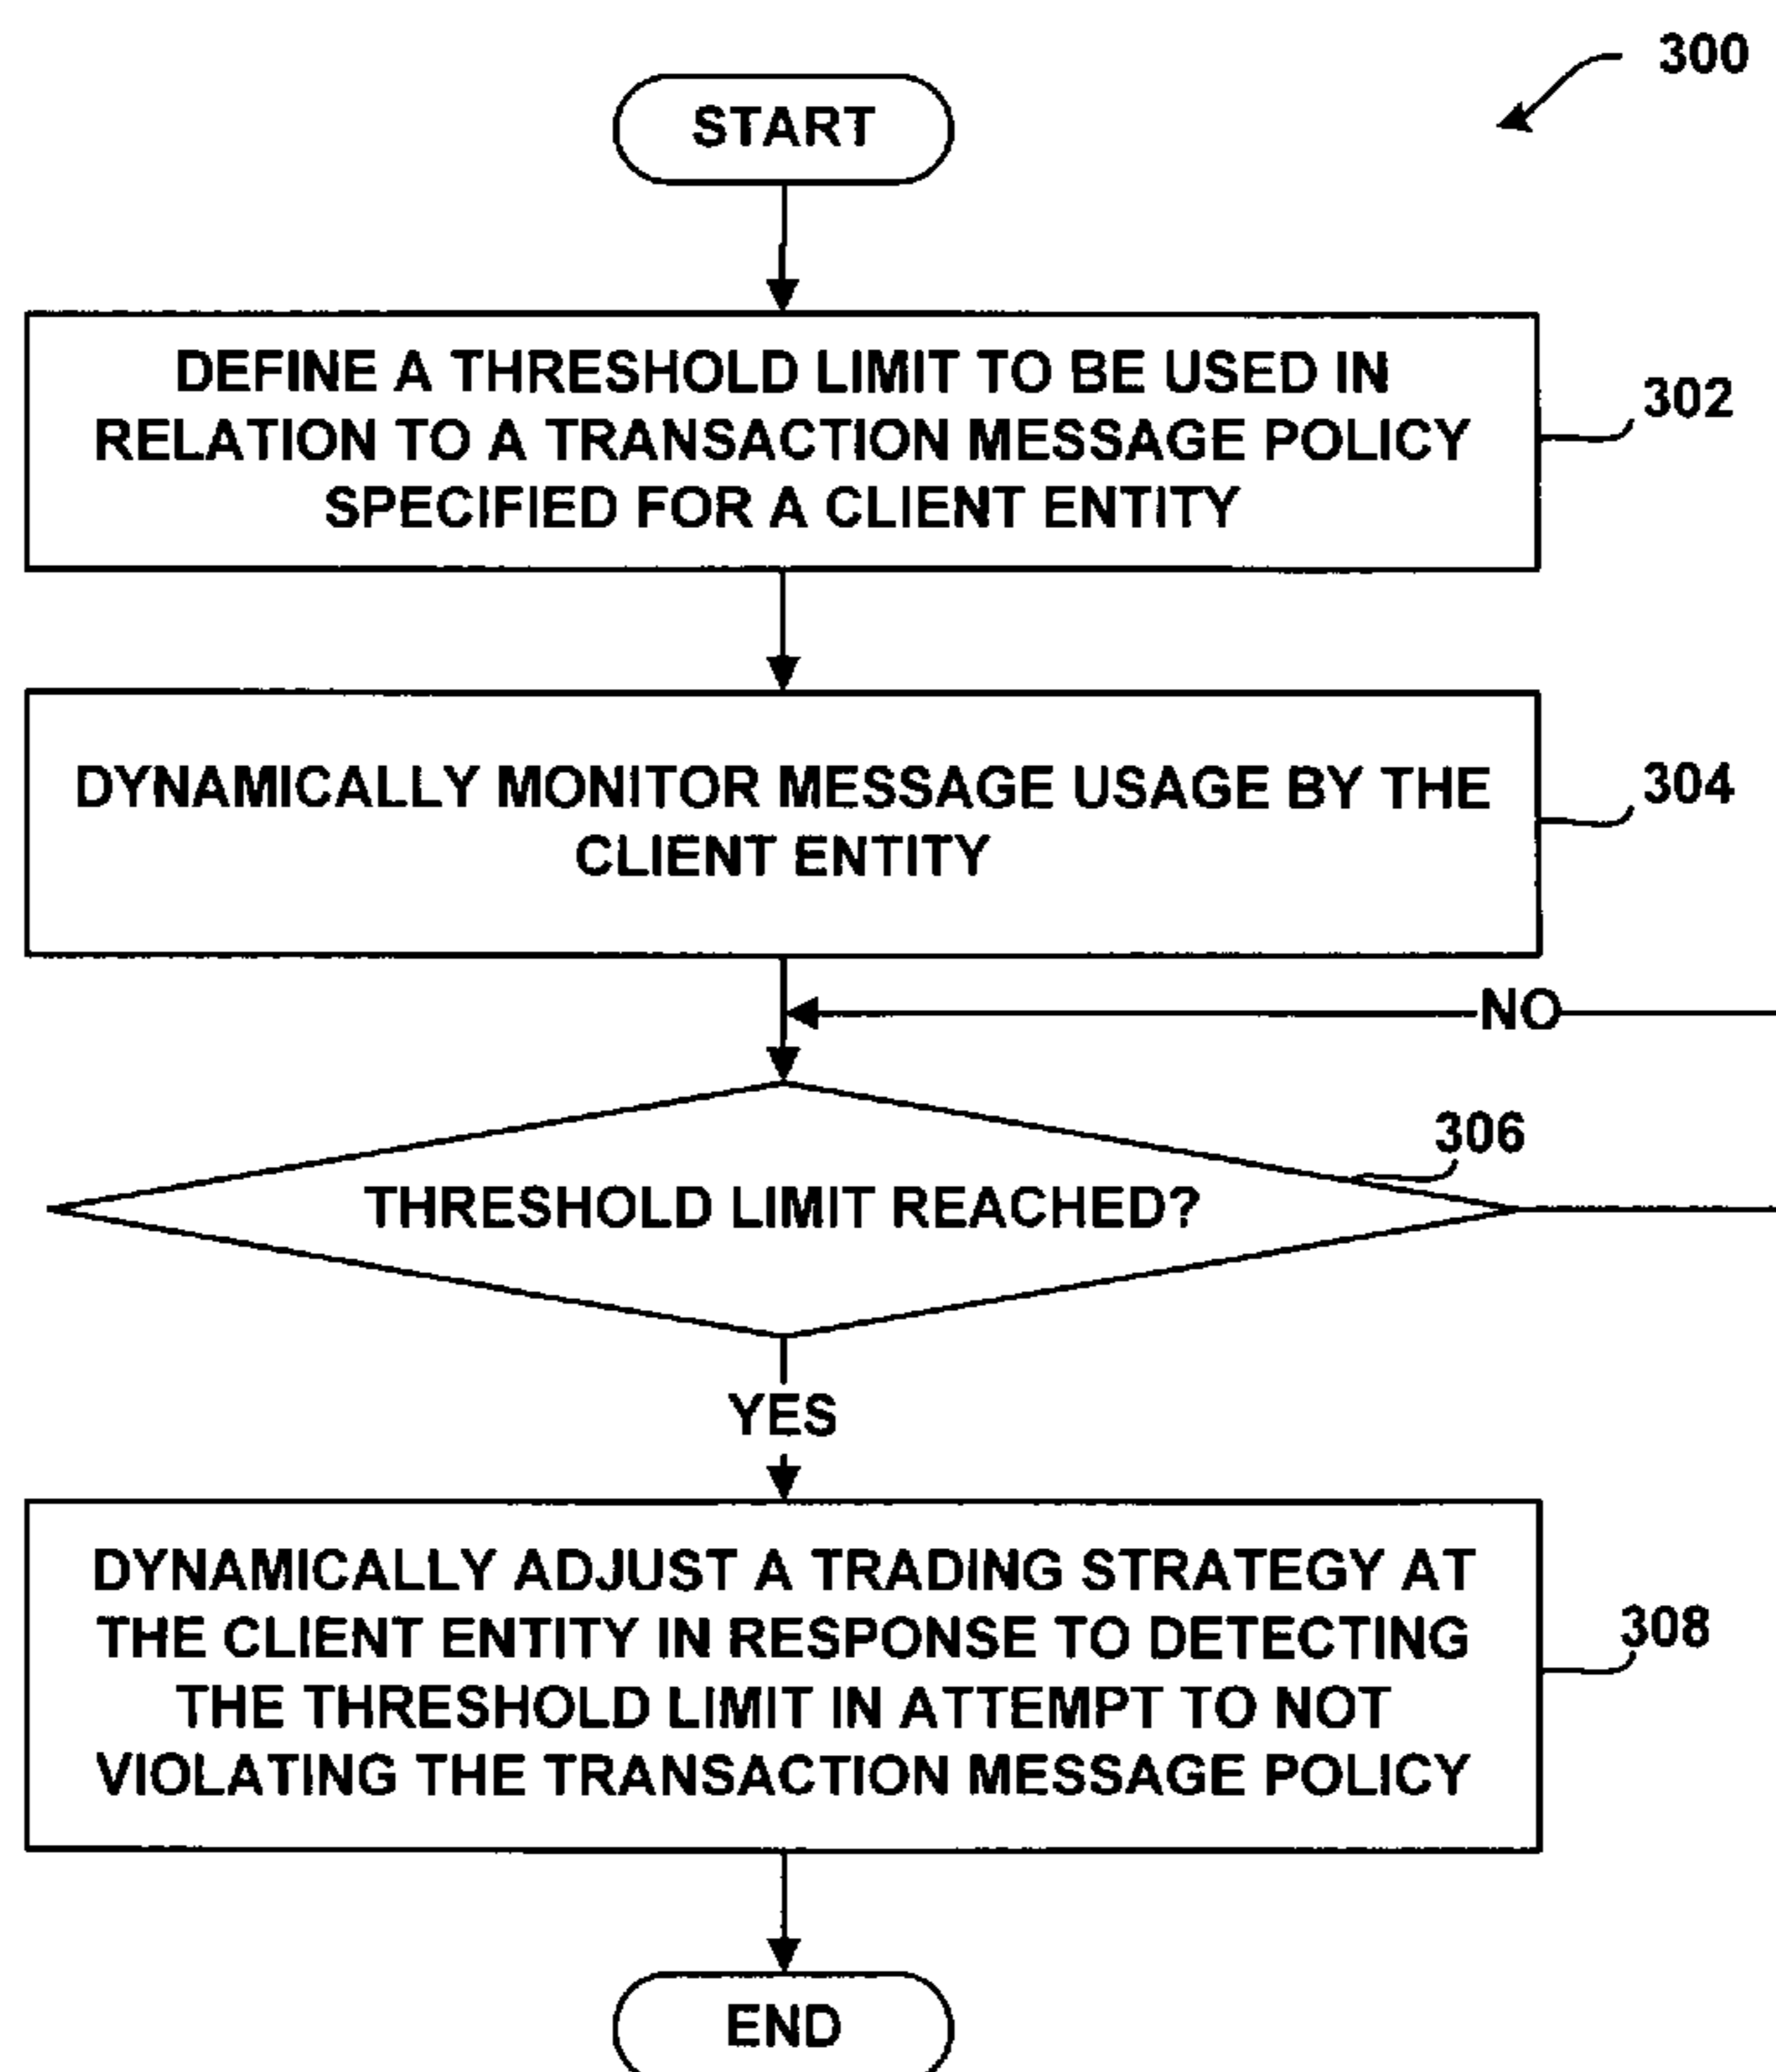 300
START
DEFINE A THRESHOLD LIMIT TO BE USED IN
RELATION TO A TRANSACTION MESSAGE POLICY
SPECIFIED FOR A CLIENT ENTITY
302
DYNAMICALLY MONITOR MESSAGE USAGE BY THE
CLIENT ENTITY
304
NO
306
THRESHOLD LIMIT REACHED?
YES
DYNAMICALLY ADJUST A TRADING STRATEGY AT
THE CLIENT ENTITY IN RESPONSE TO DETECTING
THE THRESHOLD LIMIT IN ATTEMPT TO NOT
VIOLATING THE TRANSACTION MESSAGE POLICY
308
END